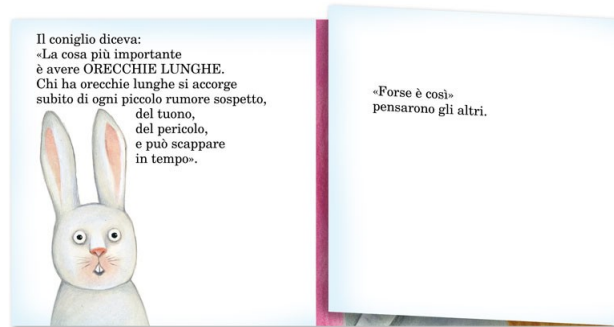 Il coniglio diceva:
«La cosa più importante
è avere ORECCHIE LUNGHE.
Chi ha orecchie lunghe si accorge
subito di ogni piccolo rumore sospetto,
del tuono,
del pericolo,
e può scappare
in tempo».
«Forse è così»
pensarono gli altri.